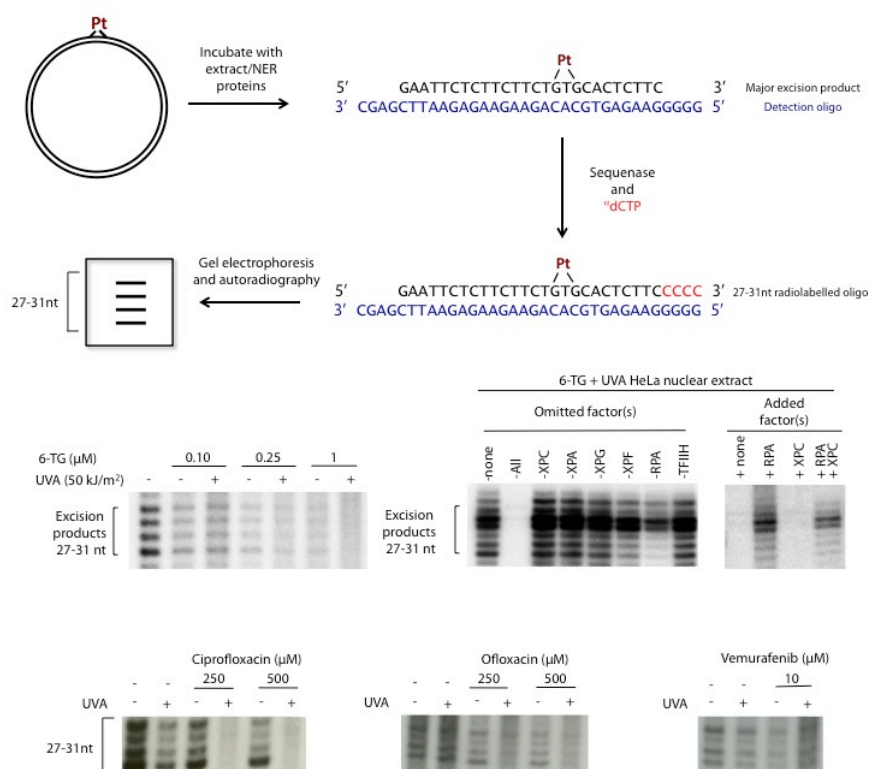 Pt
Incubate with
extract/NER
proteins
Pt
5’ GAATTCTCTTCTTCTGTGCACTCTTC 3’ Major excision product
3’ CGAGCTTAAGAGAAGAAGACACGTGAGAAGGGGG 5’ Detection oligo
Sequenase
and
αdCTP
Pt
Gel electrophoresis
and autoradiography
27-31nt
5’ GAATTCTCTTCTTCTGTGCACTCTTCCCCC 3’ 27-31nt radiolabelled oligo
3’ CGAGCTTAAGAGAAGAAGACACGTGAGAAGGGGG 5’
6-TG + UVA HeLa nuclear extract
Omitted factor(s)
Added
factor(s)
-none -All -XPC -XPA -XPG -XPF -RPA -TFIIH
+ none + RPA + XPC + RPA + XPC
6-TG (μM) 0.10 0.25 1
UVA (50 kJ/m²) - - + - + - +
Excision
products
27-31 nt
Excision
products
27-31 nt
Ciprofloxacin (μM)
- - 250 500
UVA - + - + - +
27-31nt
Ofloxacin (μM)
- - 250 500
UVA - + - + - +
Vemurafenib (μM)
- - 10
UVA - + - +